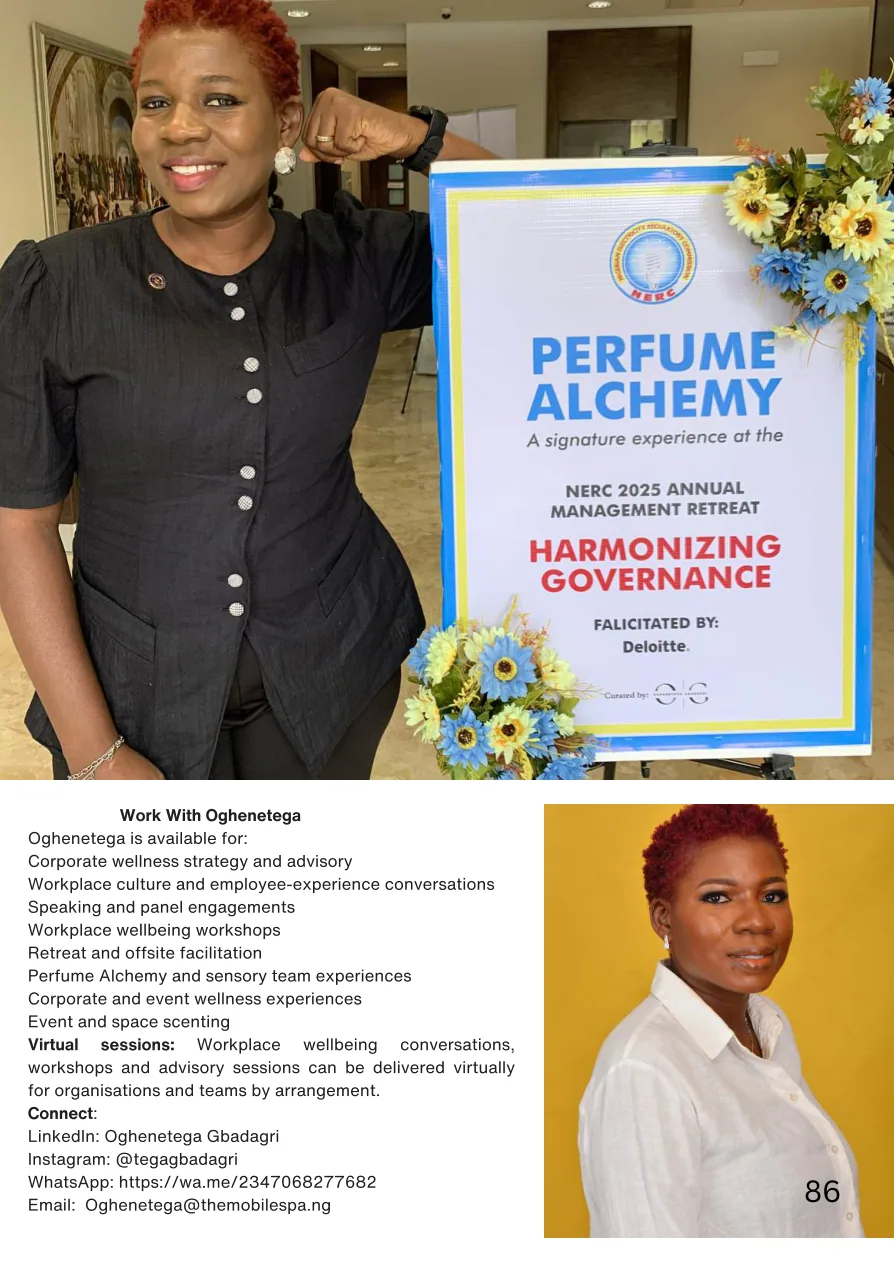 NIGERIAN ELECTRICITY REGULATORY COMMISSION
NERC
PERFUME
ALCHEMY
A signature experience at the
NERC 2025 ANNUAL
MANAGEMENT RETREAT
HARMONIZING
GOVERNANCE
FALICITATED BY:
Deloitte.
Curated by:
Work With Oghenetega
Oghenetega is available for:
Corporate wellness strategy and advisory
Workplace culture and employee-experience conversations
Speaking and panel engagements
Workplace wellbeing workshops
Retreat and offsite facilitation
Perfume Alchemy and sensory team experiences
Corporate and event wellness experiences
Event and space scenting
Virtual sessions: Workplace wellbeing conversations,
workshops and advisory sessions can be delivered virtually
for organisations and teams by arrangement.
Connect:
LinkedIn: Oghenetega Gbadagri
Instagram: @tegagbadagri
WhatsApp: https://wa.me/2347068277682
Email:  Oghenetega@themobilespa.ng
86